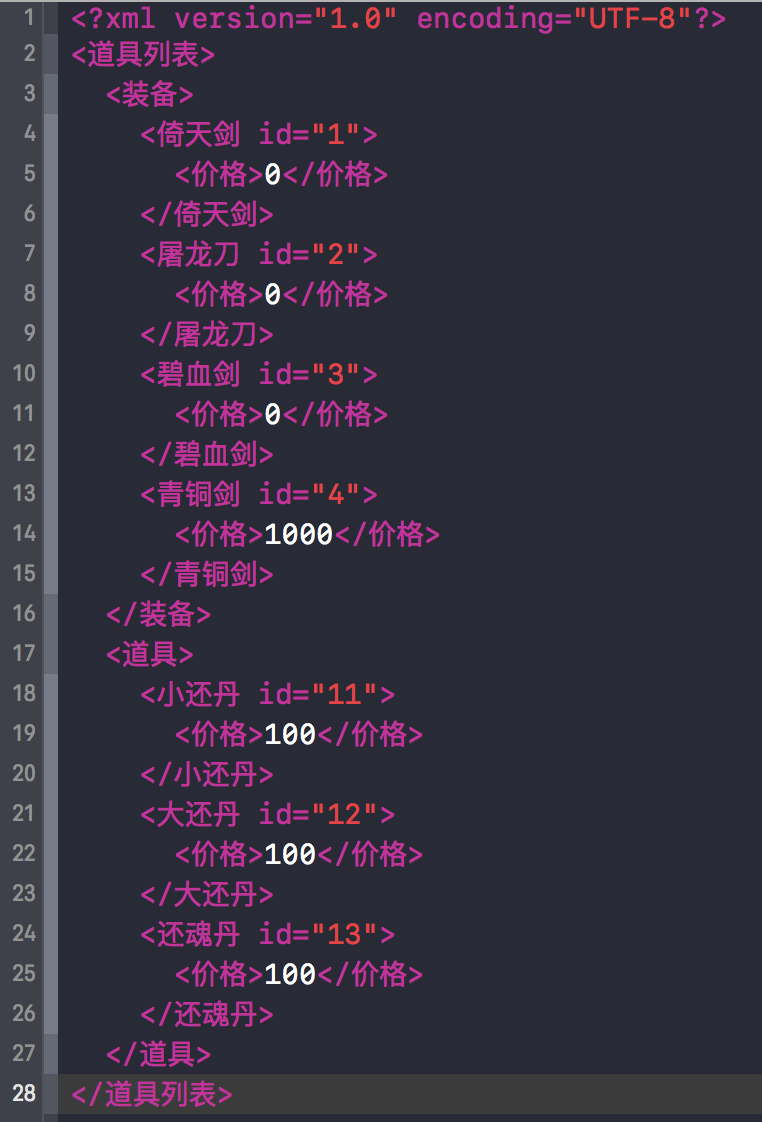 1 <?xml version="1.0" encoding="UTF-8"?>
2 <道具列表>
3 <装备>
4 <倚天剑 id="1">
5 <价格>0</价格>
6 </倚天剑>
7 <屠龙刀 id="2">
8 <价格>0</价格>
9 </屠龙刀>
10 <碧血剑 id="3">
11 <价格>0</价格>
12 </碧血剑>
13 <青铜剑 id="4">
14 <价格>1000</价格>
15 </青铜剑>
16 </装备>
17 <道具>
18 <小还丹 id="11">
19 <价格>100</价格>
20 </小还丹>
21 <大还丹 id="12">
22 <价格>100</价格>
23 </大还丹>
24 <还魂丹 id="13">
25 <价格>100</价格>
26 </还魂丹>
27 </道具>
28 </道具列表>